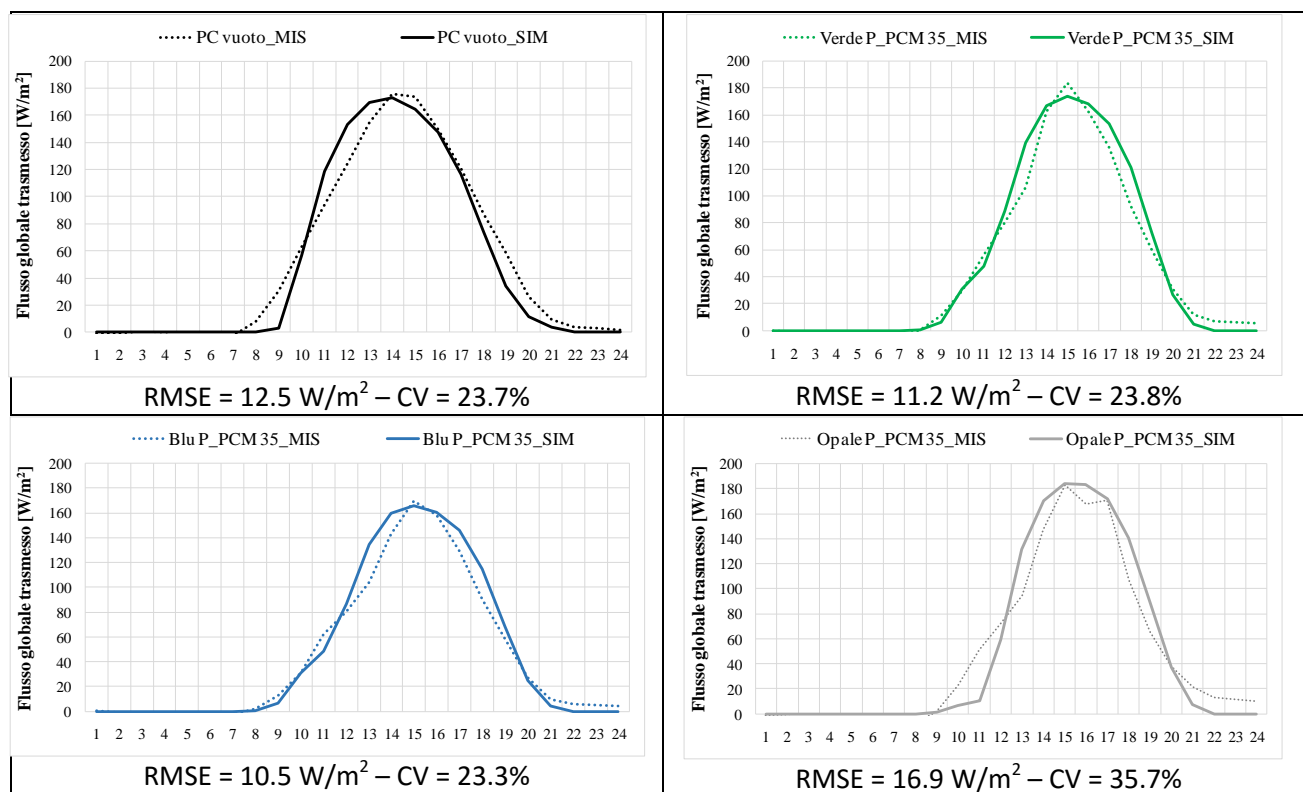 PC vuoto_MIS PC vuoto_SIM
Flusso globale trasmesso [W/m²]
200
180
160
140
120
100
80
60
40
20
0
1 2 3 4 5 6 7 8 9 10 11 12 13 14 15 16 17 18 19 20 21 22 23 24
RMSE = 12.5 W/m² – CV = 23.7%
Verde P_PCM 35_MIS Verde P_PCM 35_SIM
Flusso globale trasmesso [W/m²]
200
180
160
140
120
100
80
60
40
20
0
1 2 3 4 5 6 7 8 9 10 11 12 13 14 15 16 17 18 19 20 21 22 23 24
RMSE = 11.2 W/m² – CV = 23.8%
Blu P_PCM 35_MIS Blu P_PCM 35_SIM
Flusso globale trasmesso [W/m²]
200
180
160
140
120
100
80
60
40
20
0
1 2 3 4 5 6 7 8 9 10 11 12 13 14 15 16 17 18 19 20 21 22 23 24
RMSE = 10.5 W/m² – CV = 23.3%
Opale P_PCM 35_MIS Opale P_PCM 35_SIM
Flusso globale trasmesso [W/m²]
200
180
160
140
120
100
80
60
40
20
0
1 2 3 4 5 6 7 8 9 10 11 12 13 14 15 16 17 18 19 20 21 22 23 24
RMSE = 16.9 W/m² – CV = 35.7%